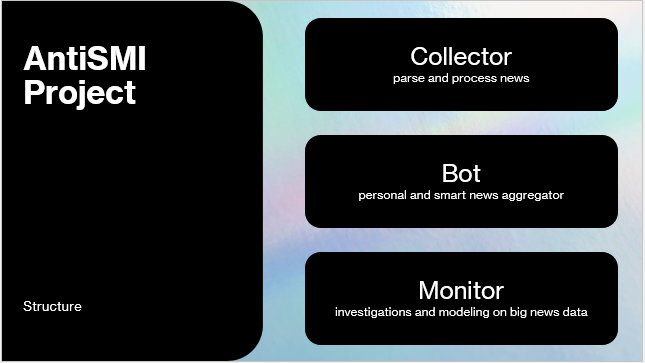 AntiSMI
Project
Structure
Collector
parse and process news
Bot
personal and smart news aggregator
Monitor
investigations and modeling on big news data